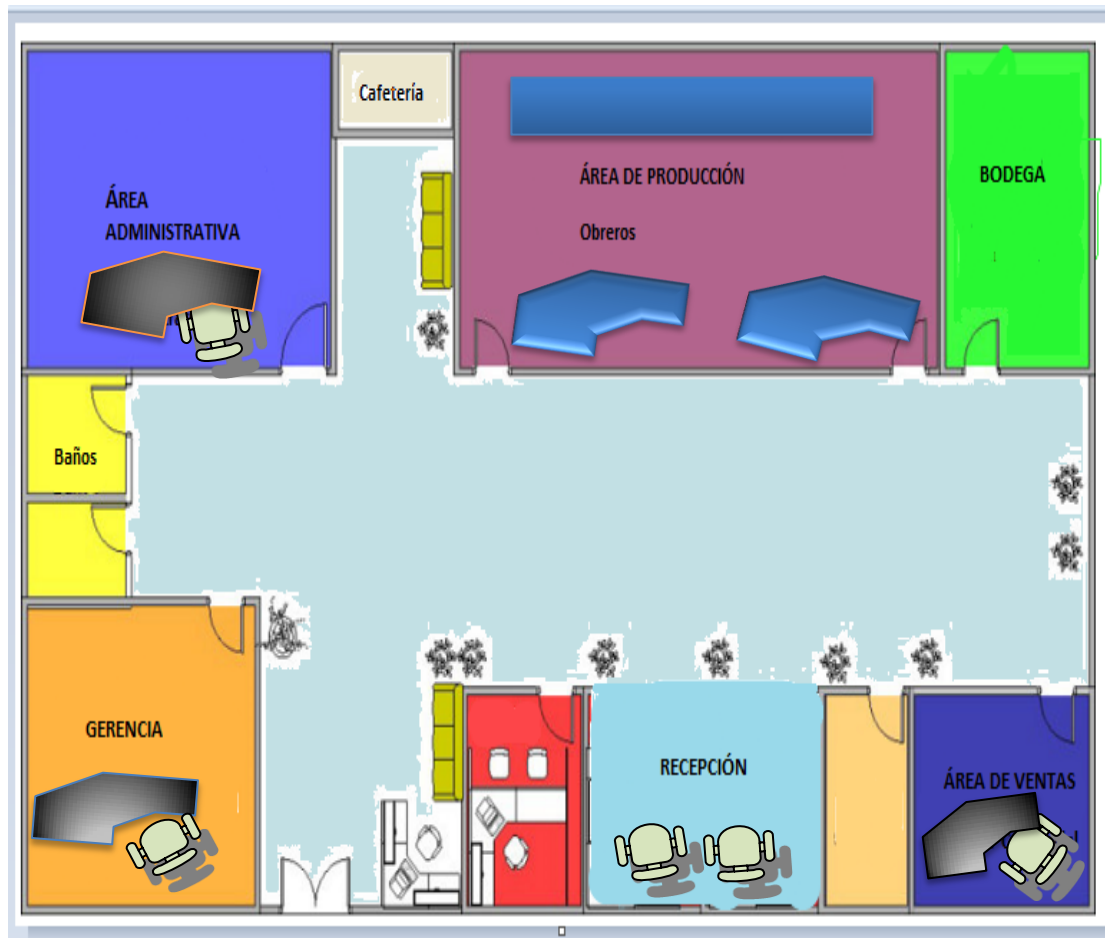 Cafetería
ÁREA DE PRODUCCIÓN
Obreros
BODEGA
ÁREA
ADMINISTRATIVA
Baños
GERENCIA
RECEPCIÓN
ÁREA DE VENTAS